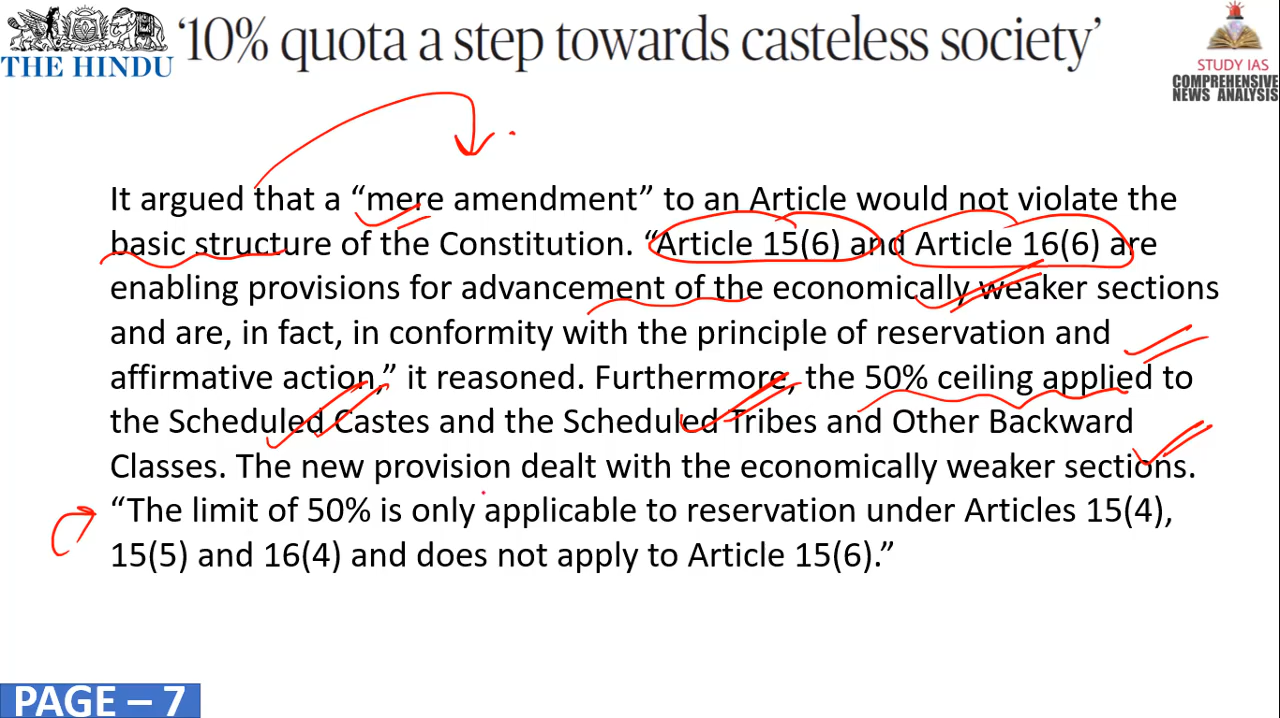 THE HINDU
‘10% quota a step towards casteless society’
STUDY IAS
COMPREHENSIVE
NEWS ANALYSIS
It argued that a “mere amendment” to an Article would not violate the
basic structure of the Constitution. “Article 15(6) and Article 16(6) are
enabling provisions for advancement of the economically weaker sections
and are, in fact, in conformity with the principle of reservation and
affirmative action,” it reasoned. Furthermore, the 50% ceiling applied to
the Scheduled Castes and the Scheduled Tribes and Other Backward
Classes. The new provision dealt with the economically weaker sections.
“The limit of 50% is only applicable to reservation under Articles 15(4),
15(5) and 16(4) and does not apply to Article 15(6).”
PAGE – 7